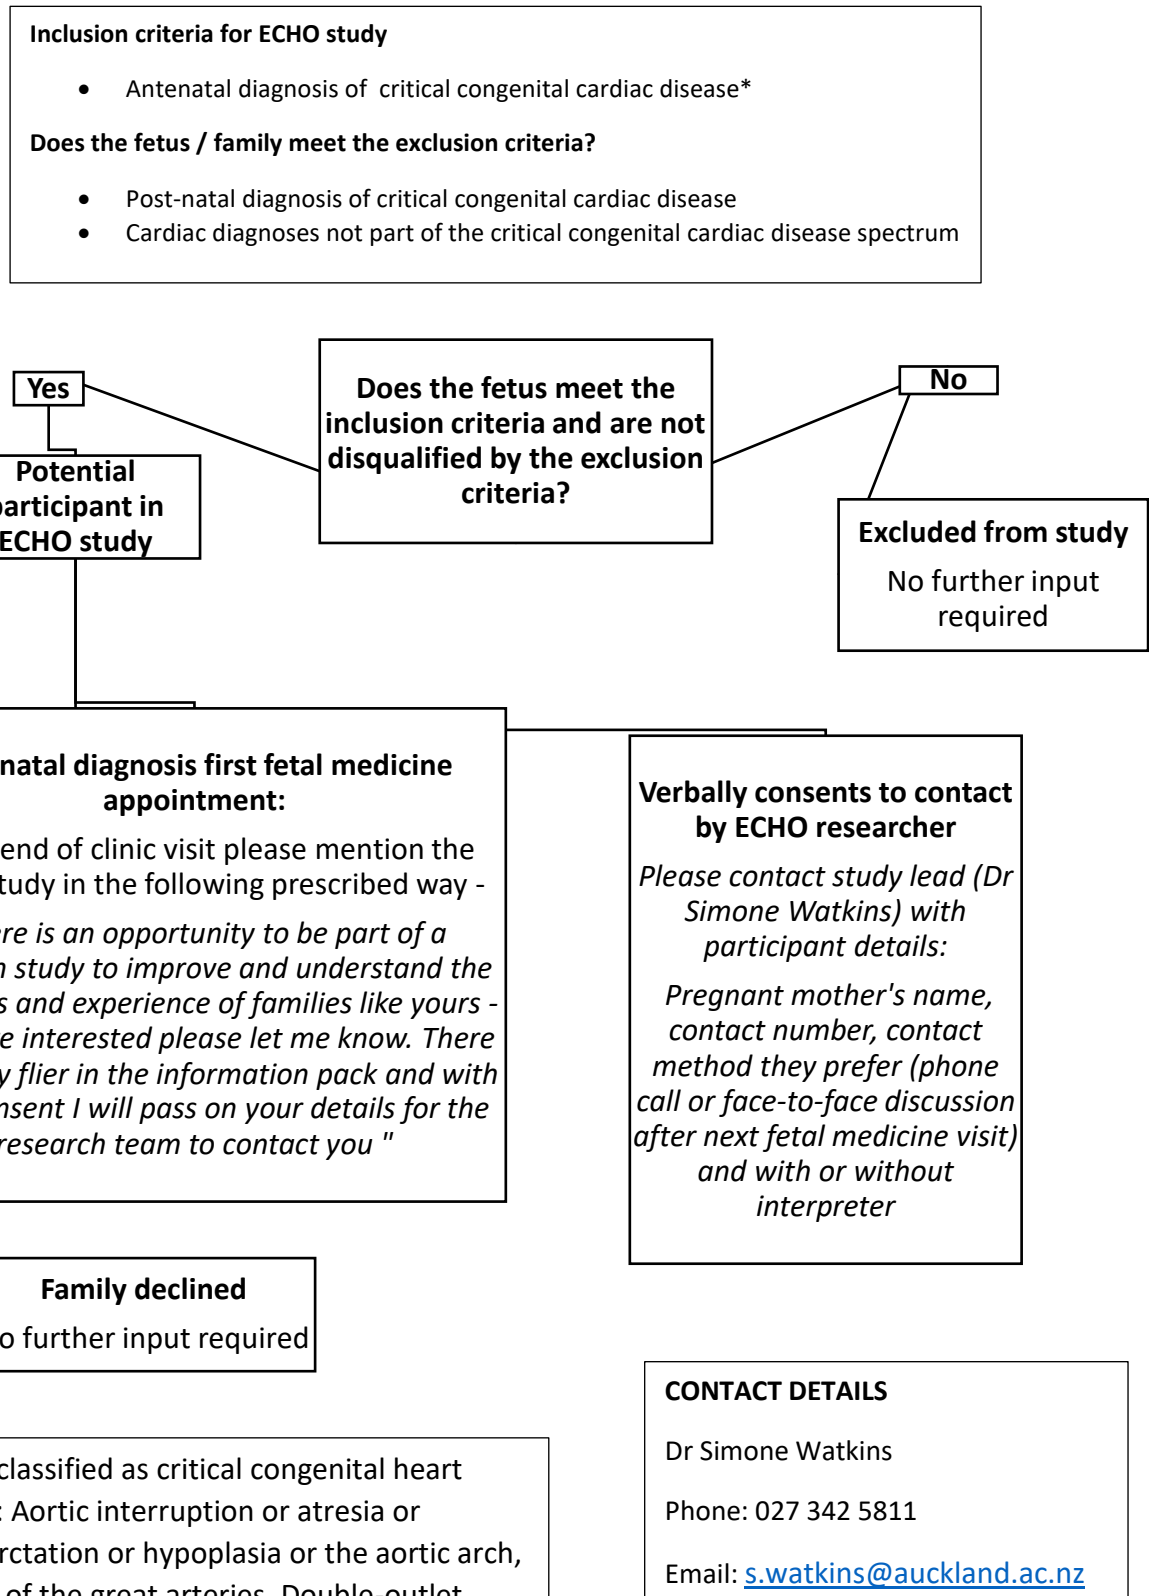 Inclusion criteria for ECHO study
• Antenatal diagnosis of critical congenital cardiac disease*
Does the fetus / family meet the exclusion criteria?
• Post-natal diagnosis of critical congenital cardiac disease
• Cardiac diagnoses not part of the critical congenital cardiac disease spectrum
Yes
Does the fetus meet the
inclusion criteria and are not
disqualified by the exclusion
criteria?
No
Potential
participant in
ECHO study
Excluded from study
No further input
required
natal diagnosis first fetal medicine
appointment:
end of clinic visit please mention the
study in the following prescribed way -
is an opportunity to be part of a
study to improve and understand the
and experience of families like yours -
interested please let me know. There
flier in the information pack and with
I will pass on your details for the
research team to contact you "
Verbally consents to contact
by ECHO researcher
Please contact study lead (Dr
Simone Watkins) with
participant details:
Pregnant mother's name,
contact number, contact
method they prefer (phone
call or face-to-face discussion
after next fetal medicine visit)
and with or without
interpreter
Family declined
further input required
CONTACT DETAILS
Dr Simone Watkins
Phone: 027 342 5811
Email: s.watkins@auckland.ac.nz
classified as critical congenital heart
: Aortic interruption or atresia or
or hypoplasia or the aortic arch,
of the great arteries, Double-outlet